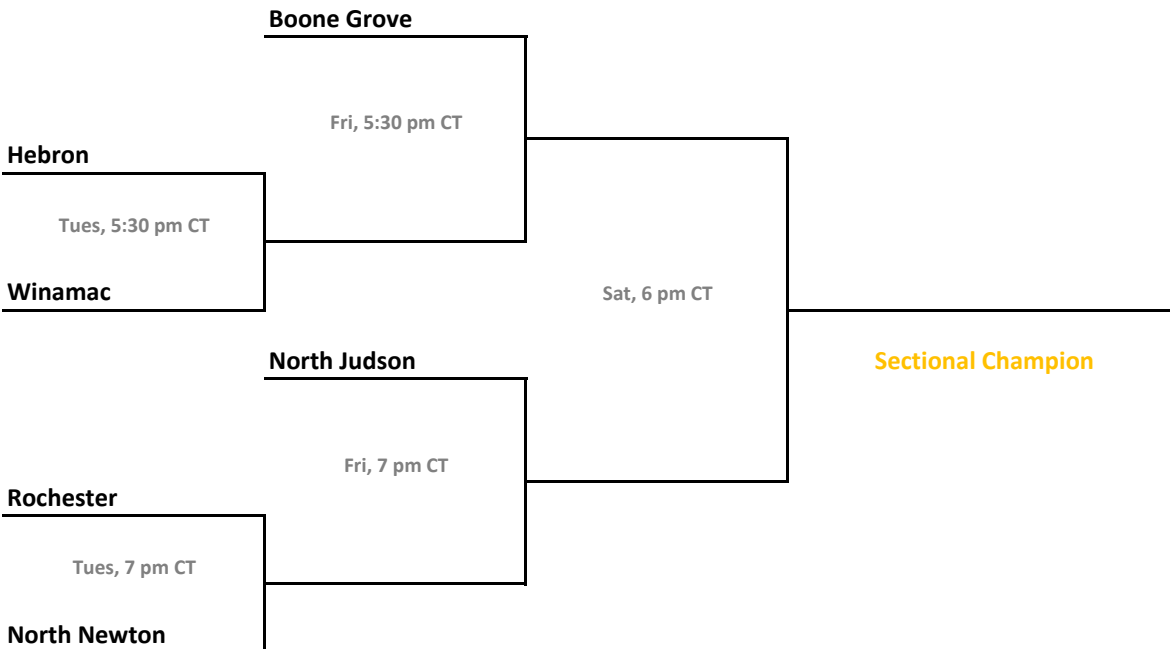 Boone Grove
Fri, 5:30 pm CT
Hebron
Tues, 5:30 pm CT
Winamac
Sat, 6 pm CT
North Judson
Sectional Champion
Fri, 7 pm CT
Rochester
Tues, 7 pm CT
North Newton